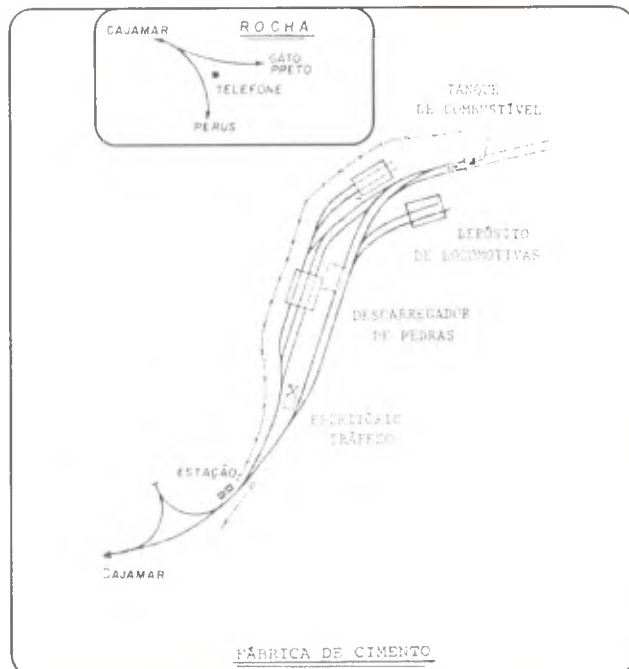 ROCHA
CAJAMAR
GATO
PRETO
TELEFONE
PERUS
TANQUE
DE COMBUSTÍVEL
DEPÓSITO
DE LOCOMOTIVAS
DESCARREGADOR
DE PEDRAS
ESCRITÓRIO
TRÁFEGO
ESTAÇÃO
CAJAMAR
FÁBRICA DE CIMENTO